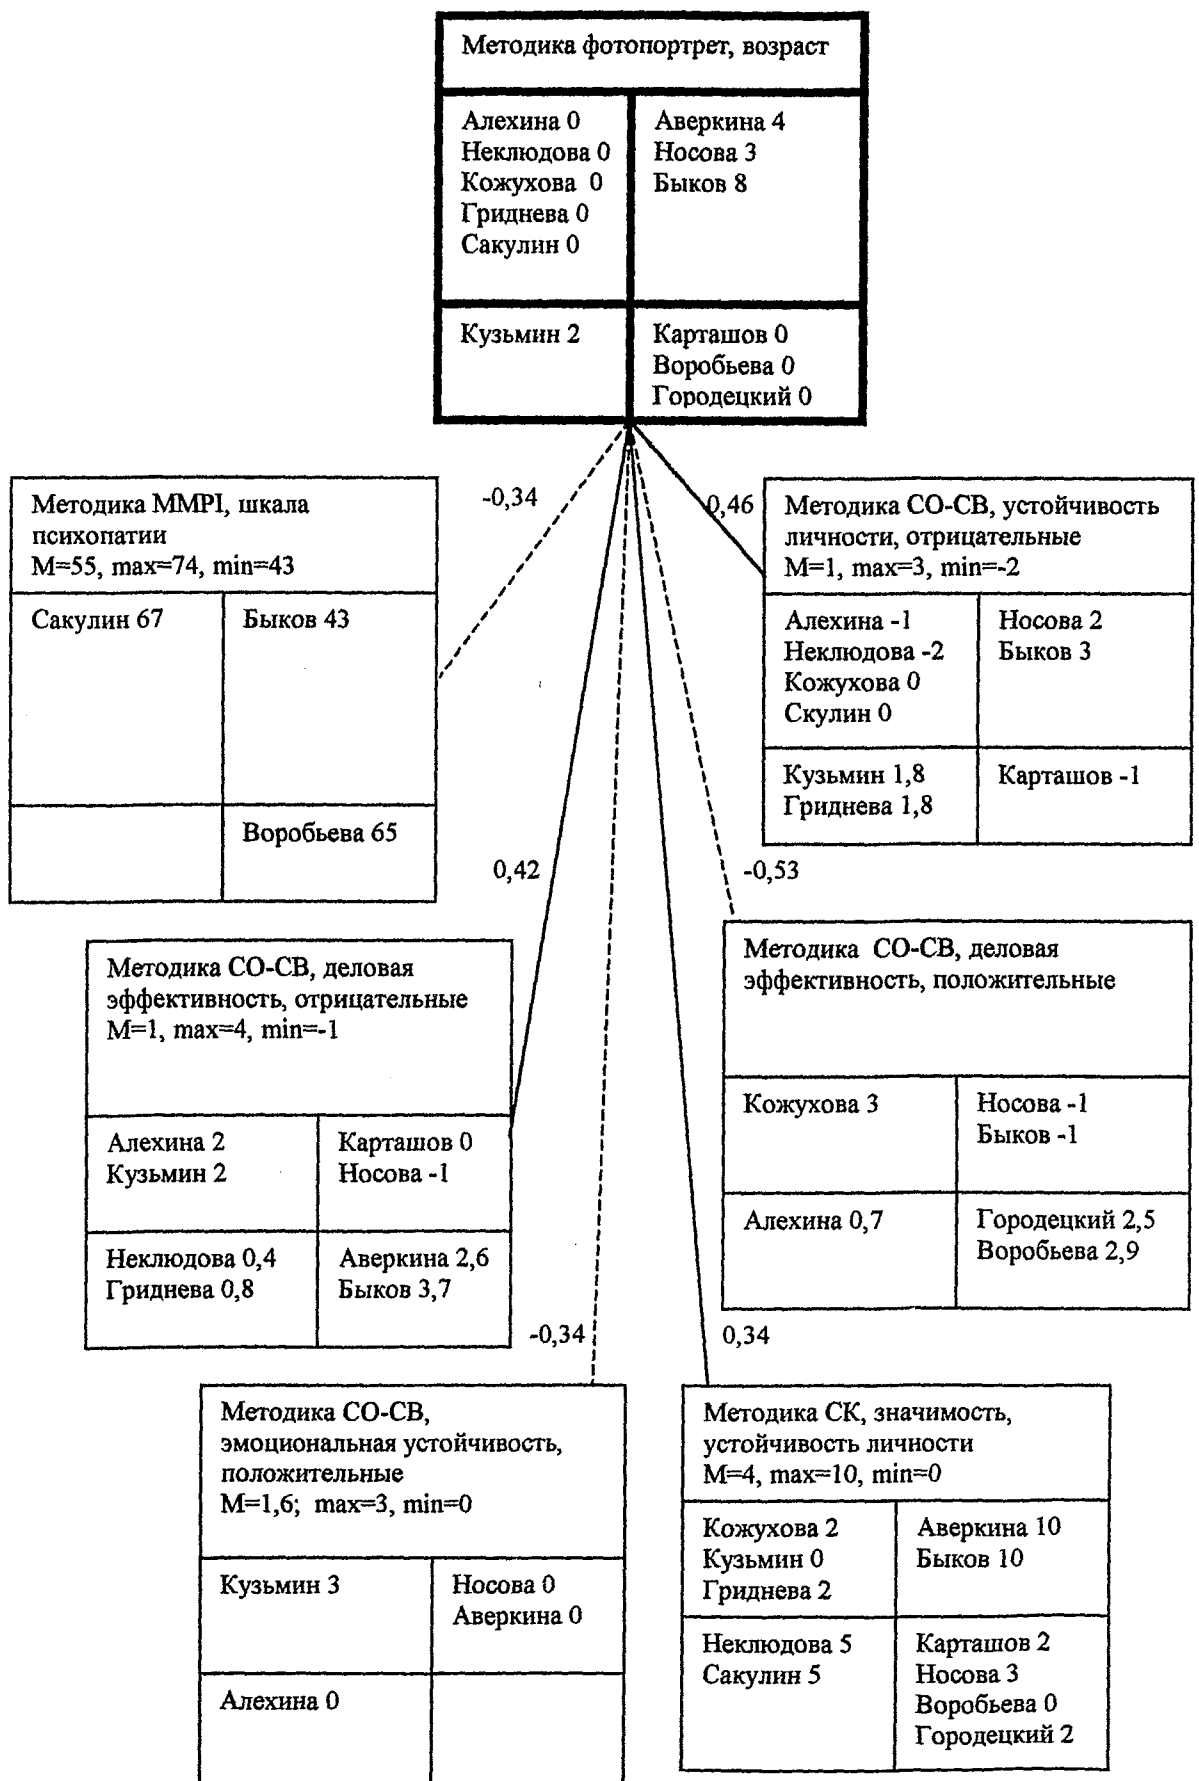 Методика фотопортрет, возраст
Алехина 0
Неклюдова 0
Кожухова 0
Гриднева 0
Сакулин 0
Аверкина 4
Носова 3
Быков 8
Кузьмин 2
Карташов 0
Воробьева 0
Городецкий 0
-0,34
0,46
Методика MMPI, шкала
психопатии
M=55, max=74, min=43
Сакулин 67
Быков 43
Воробьева 65
Методика СО-СВ, устойчивость
личности, отрицательные
M=1, max=3, min=-2
Алехина -1
Неклюдова -2
Кожухова 0
Скулин 0
Носова 2
Быков 3
Кузьмин 1,8
Гриднева 1,8
Карташов -1
0,42
-0,53
Методика СО-СВ, деловая
эффективность, отрицательные
M=1, max=4, min=-1
Алехина 2
Кузьмин 2
Карташов 0
Носова -1
Неклюдова 0,4
Гриднева 0,8
Аверкина 2,6
Быков 3,7
Методика СО-СВ, деловая
эффективность, положительные
Кожухова 3
Носова -1
Быков -1
Алехина 0,7
Городецкий 2,5
Воробьева 2,9
-0,34
0,34
Методика СО-СВ,
эмоциональная устойчивость,
положительные
M=1,6; max=3, min=0
Кузьмин 3
Носова 0
Аверкина 0
Алехина 0
Методика СК, значимость,
устойчивость личности
M=4, max=10, min=0
Кожухова 2
Кузьмин 0
Гриднева 2
Аверкина 10
Быков 10
Неклюдова 5
Сакулин 5
Карташов 2
Носова 3
Воробьева 0
Городецкий 2